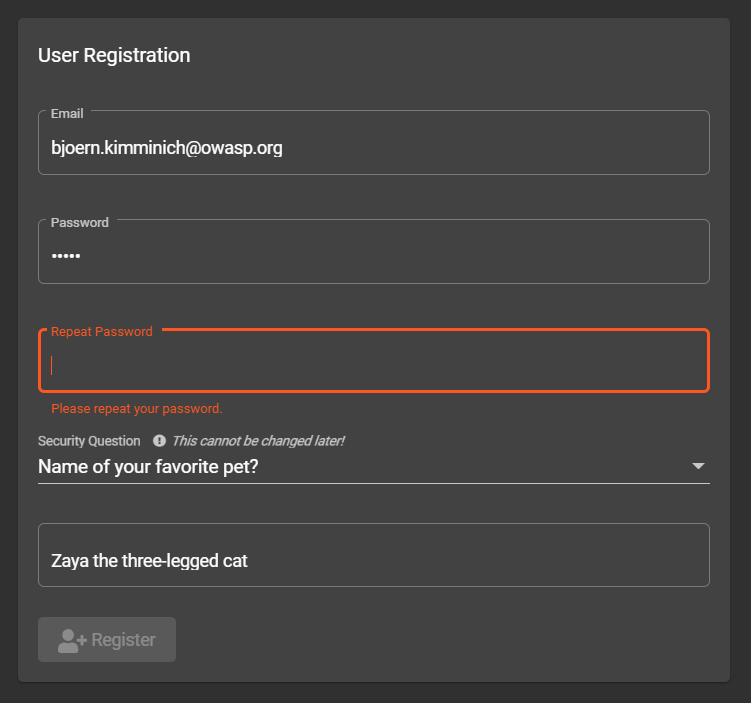 User Registration
Email
bjoern.kimminich@owasp.org
Password
•••••
Repeat Password
Please repeat your password.
Security Question This cannot be changed later!
Name of your favorite pet?
Zaya the three-legged cat
Register